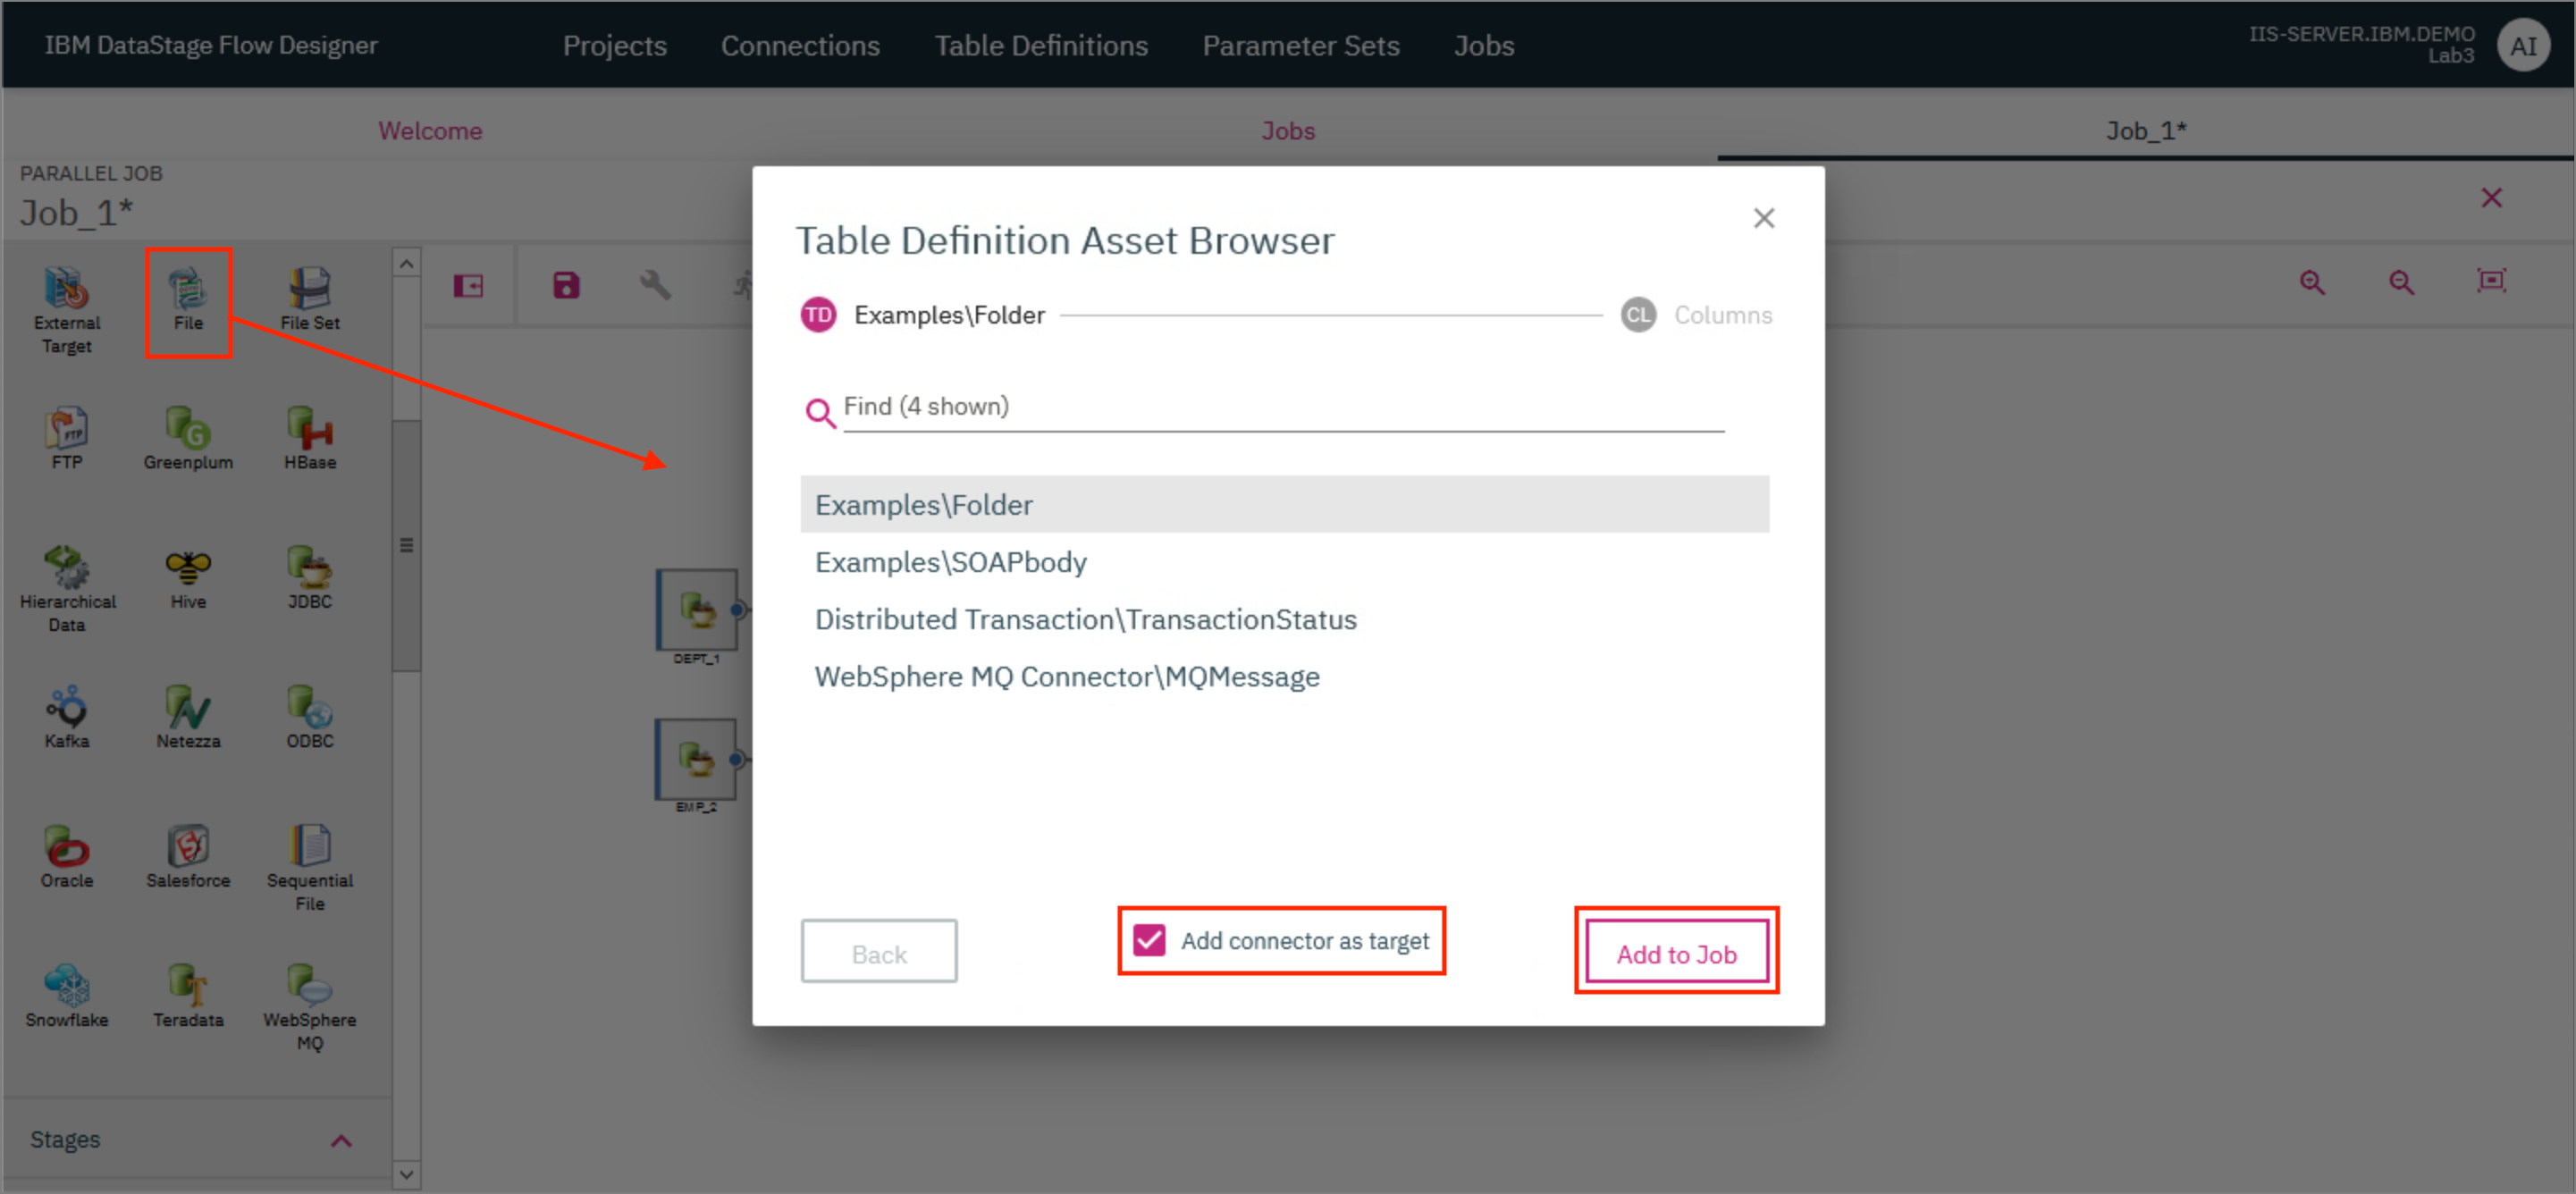 IBM DataStage Flow Designer
Projects
Connections
Table Definitions
Parameter Sets
Jobs
IIS-SERVER.IBM.DEMO
Lab3
AI
Welcome
Jobs
Job_1*
PARALLEL JOB
Job_1*
External
Target
File
File Set
FTP
Greenplum
HBase
Hierarchical
Data
Hive
JDBC
Kafka
Netezza
ODBC
Oracle
Salesforce
Sequential
File
Snowflake
Teradata
WebSphere
MQ
Stages
DEPT_1
EMP_2
Table Definition Asset Browser
TD
Examples\Folder
CL
Columns
Find (4 shown)
Examples\Folder
Examples\SOAPbody
Distributed Transaction\TransactionStatus
WebSphere MQ Connector\MQMessage
Back
Add connector as target
Add to Job